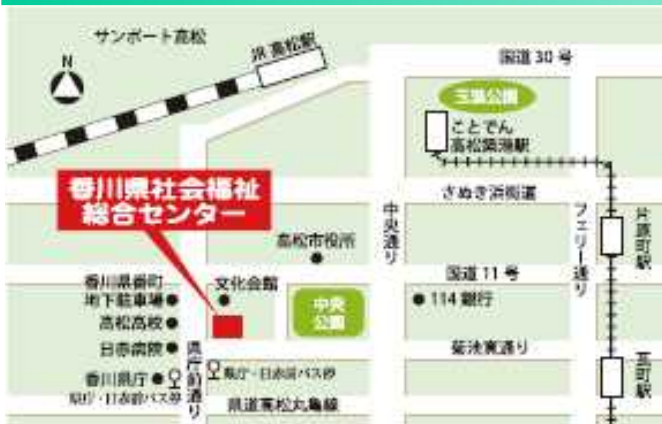 サンポート高松
N
JR高松駅
国道30号
玉藻公園
ことでん
高松築港駅
さぬき浜街道
香川県社会福祉
総合センター
中央通り
フェリー通り
片原町駅
高松市役所
国道11号
香川県番町
地下駐車場
文化会館
中央
公園
114銀行
高松高校
日赤病院
菊池寛通り
香川県庁
県庁・日赤前バス停
県庁前通り
県庁・日赤前バス停
県道高松丸亀線
瓦町駅